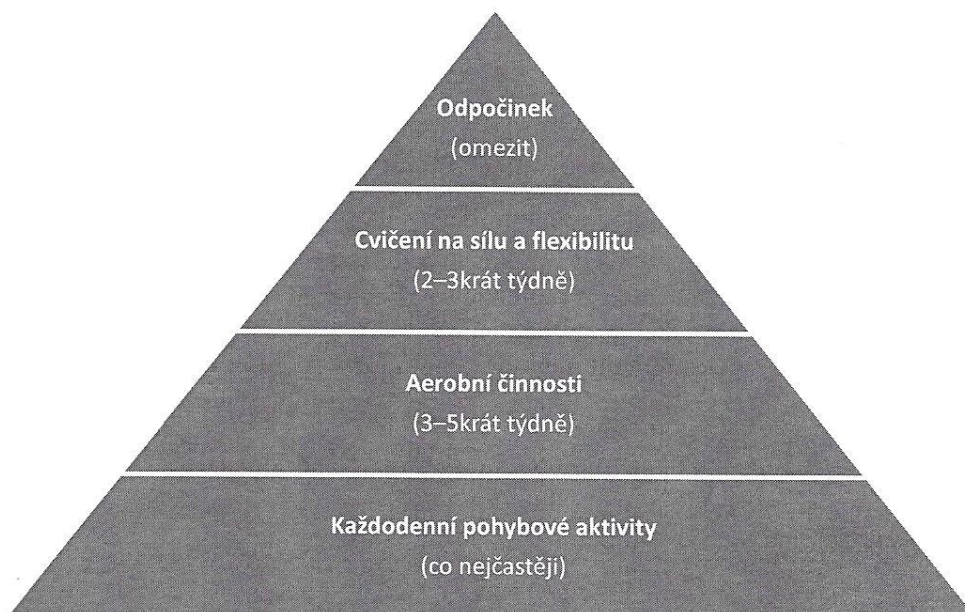 Odpočinek
(omezit)
Cvičení na sílu a flexibilitu
(2–3krát týdně)
Aerobní činnosti
(3–5krát týdně)
Každodenní pohybové aktivity
(co nejčastěji)